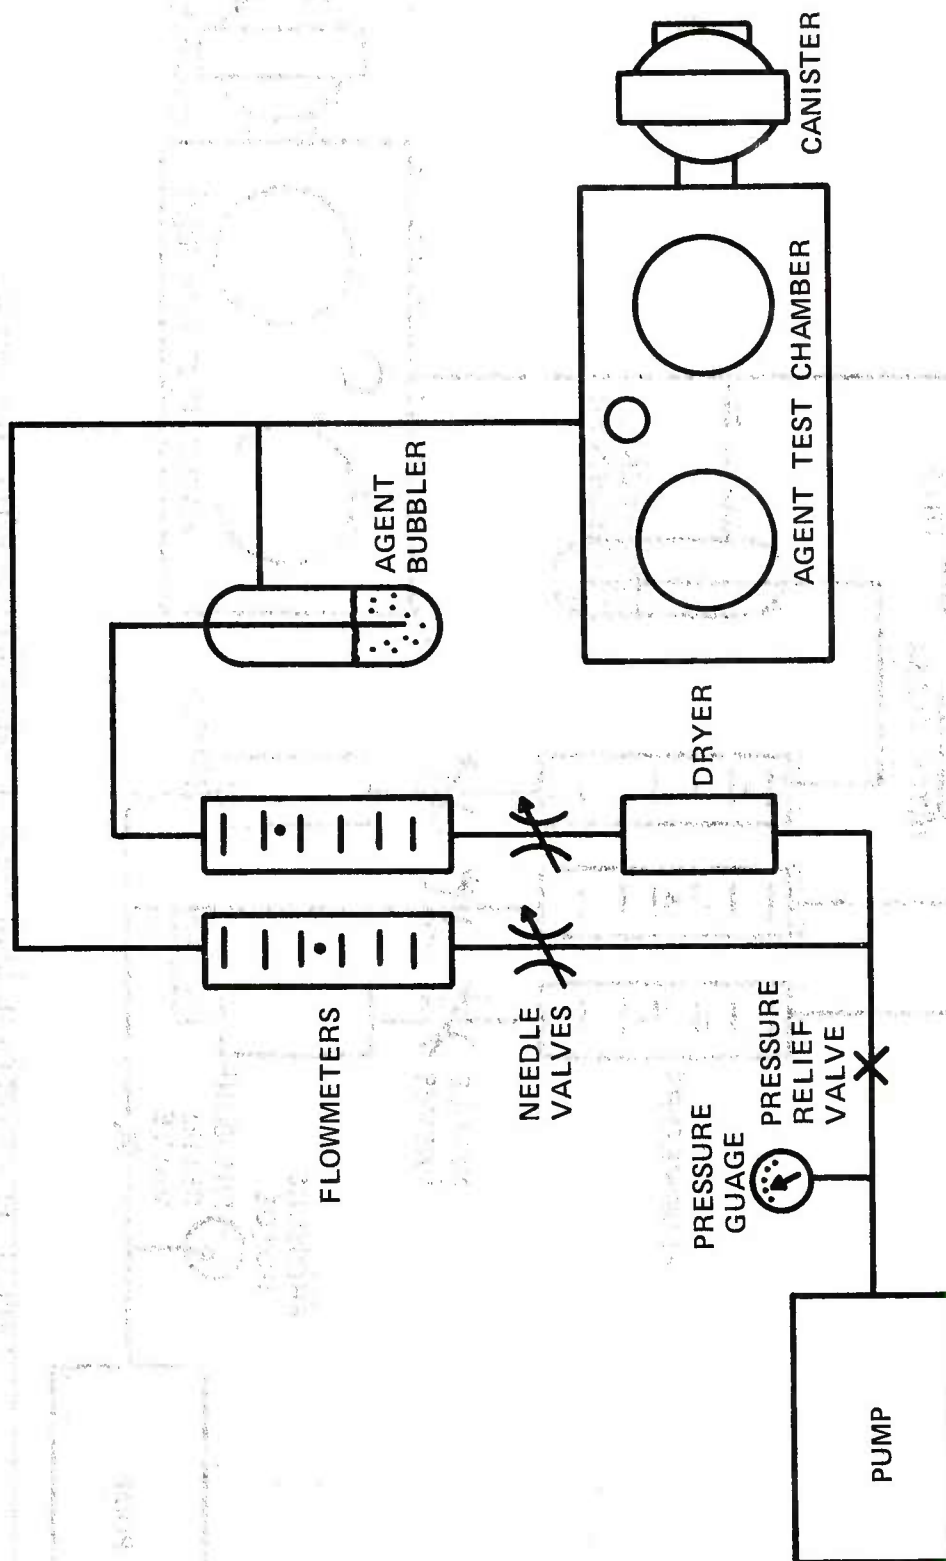 FLOWMETERS
AGENT
BUBBLER
NEEDLE
VALVES
CANISTER
PRESSURE
GUAGE
PRESSURE
RELIEF
VALVE
DRYER
AGENT TEST CHAMBER
PUMP